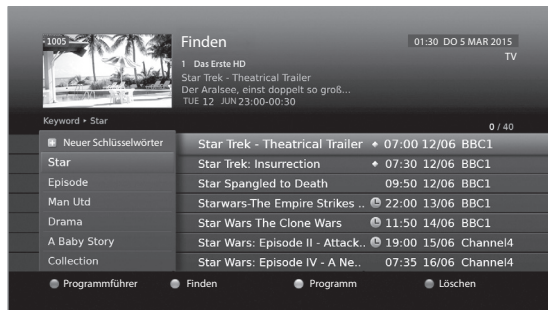 1005
Finden
01:30 DO 5 MAR 2015
TV
1 Das Erste HD
Star Trek - Theatrical Trailer
Der Aralsee, einst doppelt so groß...
TUE 12 JUN 23:00-00:30
Keyword • Star
0 / 40
Neuer Schlüsselwörter
Star
Episode
Man Utd
Drama
A Baby Story
Collection
Star Trek - Theatrical Trailer 07:00 12/06 BBC1
Star Trek: Insurrection 07:30 12/06 BBC1
Star Spangled to Death 09:50 12/06 BBC1
Starwars-The Empire Strikes .. 22:00 13/06 BBC1
Star Wars The Clone Wars 11:50 14/06 BBC1
Star Wars: Episode II - Attack.. 19:00 15/06 Channel4
Star Wars: Episode IV - A Ne.. 07:35 16/06 Channel4
Programmführer Finden Programm Löschen